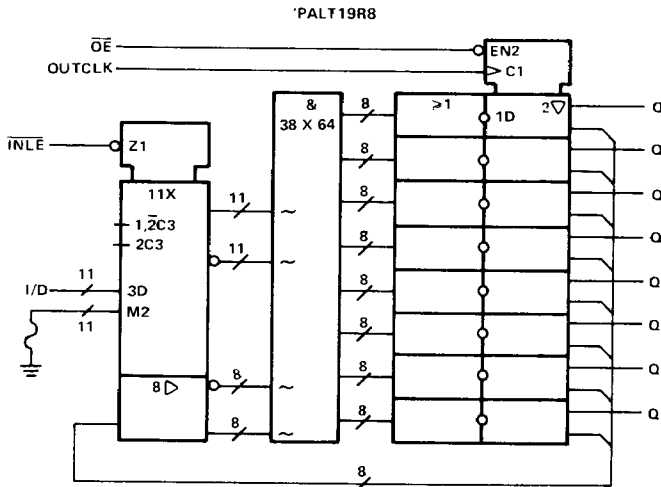 'PALT19R8
OE
EN2
OUTCLK
C1
&
38 X 64
8
≥1
1D
2▽
Q
INLE
Z1
8
Q
11X
11
8
Q
1,2̅C3
2C3
11
~
8
Q
I/D
11
3D
~
8
Q
11
M2
8
Q
8 ▷
8
~
8
Q
8
~
8
Q
8